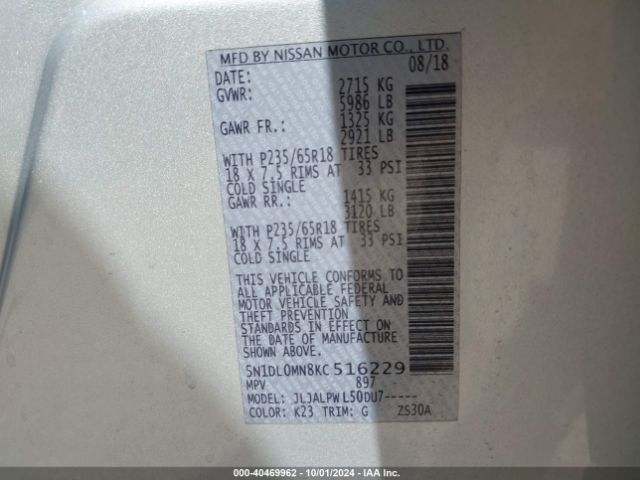 MFD BY NISSAN MOTOR CO., LTD.
DATE: 08/18
GVWR: 2715 KG
5986 LB
GAWR FR.: 1325 KG
2921 LB
WITH P235/65R18 TIRES
18 X 7.5 RIMS AT 33 PSI
COLD SINGLE
GAWR RR.: 1415 KG
3120 LB
WITH P235/65R18 TIRES
18 X 7.5 RIMS AT 33 PSI
COLD SINGLE
THIS VEHICLE CONFORMS TO
ALL APPLICABLE FEDERAL
MOTOR VEHICLE SAFETY AND
THEFT PREVENTION
STANDARDS IN EFFECT ON
THE DATE OF MANUFACTURE
SHOWN ABOVE.
5N1DL0MN8KC516229
MPV 897
MODEL: JLJALPWL50DU7-----
COLOR: K23 TRIM: G ZS30A
000-40469962 - 10/01/2024 - IAA Inc.